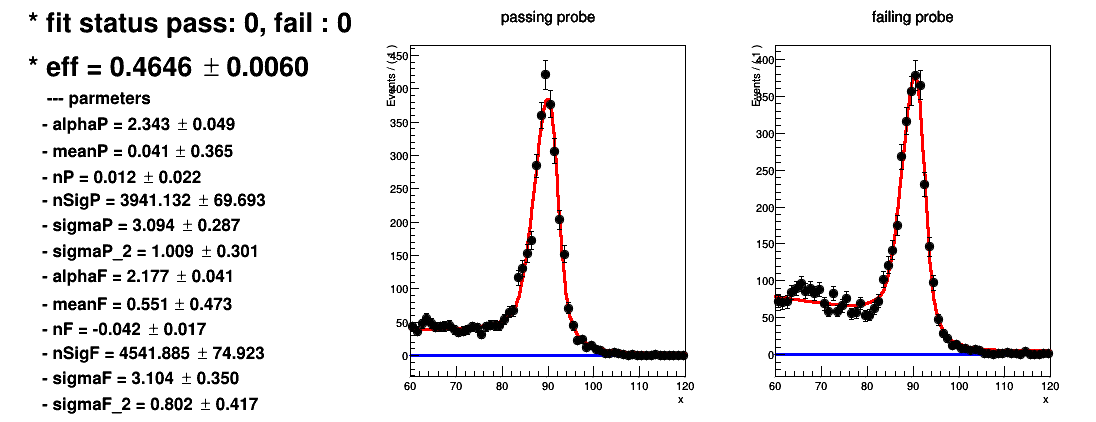 * fit status pass: 0, fail : 0
* eff = 0.4646 ± 0.0060
--- parmeters
- alphaP = 2.343 ± 0.049
- meanP = 0.041 ± 0.365
- nP = 0.012 ± 0.022
- nSigP = 3941.132 ± 69.693
- sigmaP = 3.094 ± 0.287
- sigmaP_2 = 1.009 ± 0.301
- alphaF = 2.177 ± 0.041
- meanF = 0.551 ± 0.473
- nF = -0.042 ± 0.017
- nSigF = 4541.885 ± 74.923
- sigmaF = 3.104 ± 0.350
- sigmaF_2 = 0.802 ± 0.417
passing probe
Events / ( 1 )
450
400
350
300
250
200
150
100
50
0
60 70 80 90 100 110 120
x
failing probe
Events / ( 1 )
400
350
300
250
200
150
100
50
0
60 70 80 90 100 110 120
x